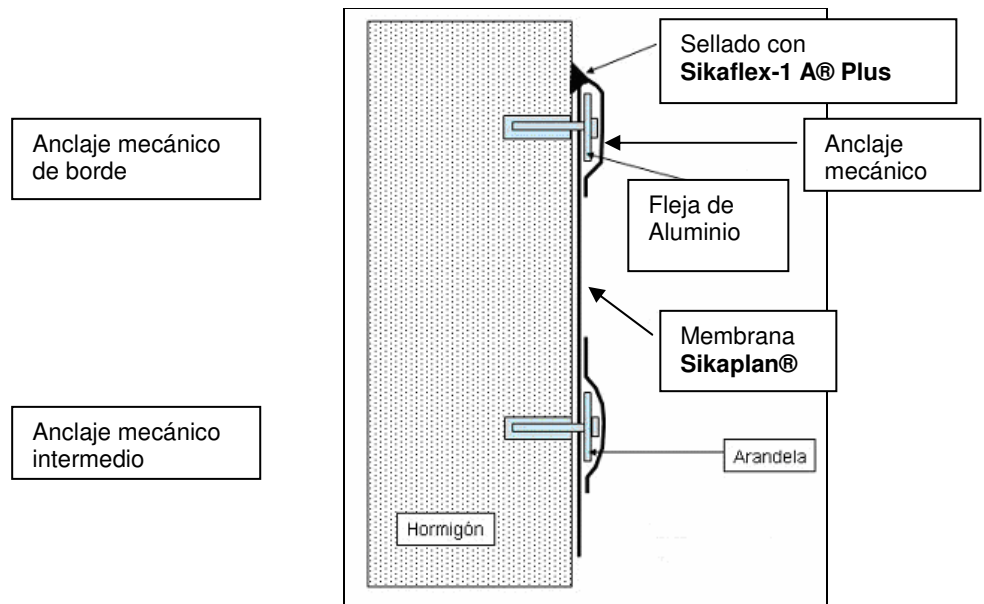 Sellado con
Sikaflex-1 A® Plus
Anclaje mecánico
de borde
Anclaje
mecánico
Fleja de
Aluminio
Membrana
Sikaplan®
Anclaje mecánico
intermedio
Arandela
Hormigón